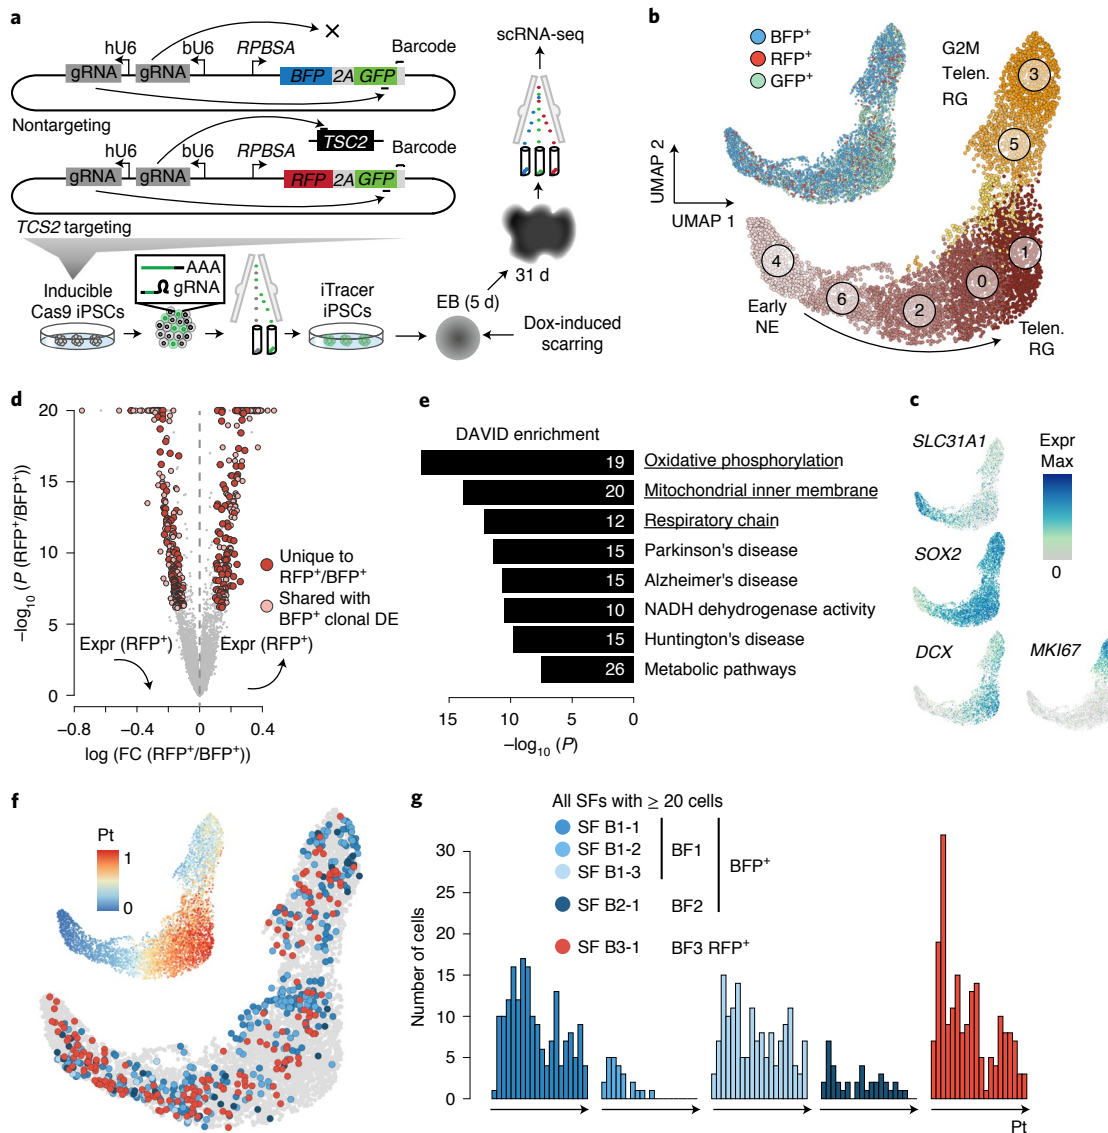 a
scRNA-seq
hU6
bU6
RPBSA
Barcode
gRNA
gRNA
BFP
2A
GFP
Nontargeting
TSC2
hU6
bU6
RPBSA
Barcode
gRNA
gRNA
RFP
2A
GFP
TCS2 targeting
AAA
gRNA
Inducible
Cas9 iPSCs
iTracer
iPSCs
EB (5 d)
31 d
Dox-induced
scarring
b
BFP+
RFP+
GFP+
G2M
Telen.
RG
3
5
UMAP 2
UMAP 1
4
6
2
0
1
Early
NE
Telen.
RG
d
20
15
10
5
0
–log10 (P (RFP+/BFP+))
Unique to
RFP+/BFP+
Shared with
BFP+ clonal DE
Expr (RFP+)
Expr (RFP+)
–0.8
–0.4
0
0.4
log (FC (RFP+/BFP+))
e
DAVID enrichment
19 Oxidative phosphorylation
20 Mitochondrial inner membrane
12 Respiratory chain
15 Parkinson's disease
15 Alzheimer's disease
10 NADH dehydrogenase activity
15 Huntington's disease
26 Metabolic pathways
15
10
5
0
–log10 (P)
c
SLC31A1
Expr
Max
0
SOX2
DCX
MKI67
f
Pt
1
0
g
All SFs with ≥ 20 cells
SF B1-1
SF B1-2
SF B1-3
BF1
BFP+
SF B2-1
BF2
SF B3-1
BF3 RFP+
30
25
20
15
10
5
0
Number of cells
Pt